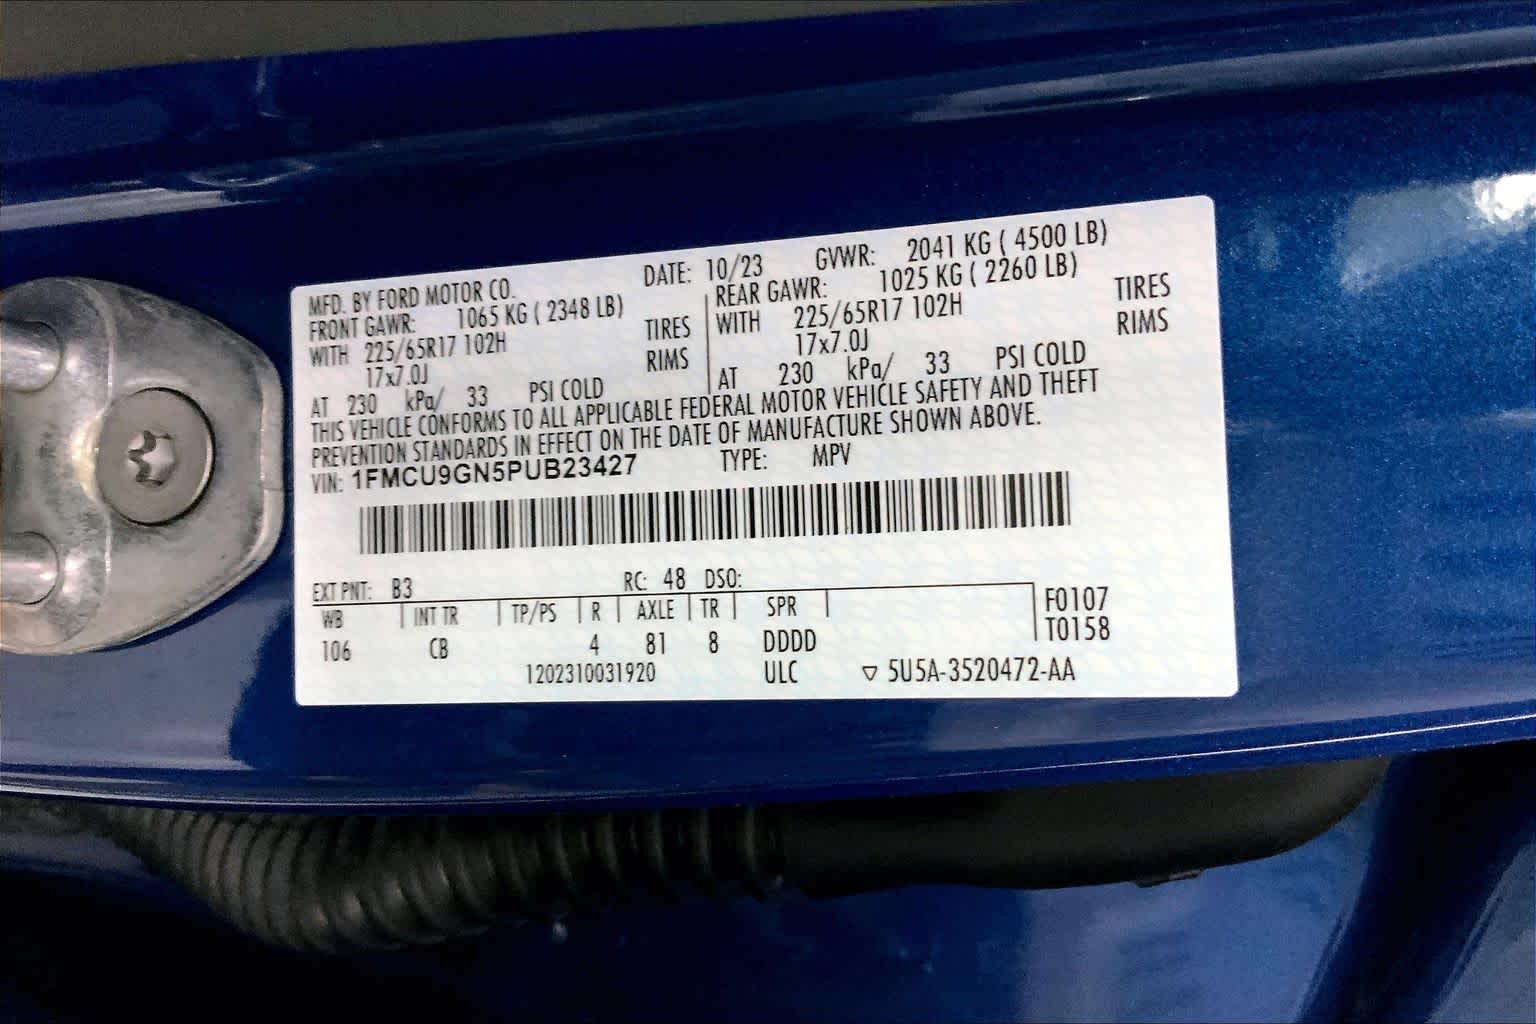 MFD. BY FORD MOTOR CO. DATE: 10/23 GVWR: 2041 KG ( 4500 LB)
FRONT GAWR: 1065 KG ( 2348 LB) REAR GAWR: 1025 KG ( 2260 LB)
WITH 225/65R17 102H TIRES WITH 225/65R17 102H TIRES
17x7.0J RIMS 17x7.0J RIMS
AT 230 kPa/ 33 PSI COLD AT 230 kPa/ 33 PSI COLD
THIS VEHICLE CONFORMS TO ALL APPLICABLE FEDERAL MOTOR VEHICLE SAFETY AND THEFT
PREVENTION STANDARDS IN EFFECT ON THE DATE OF MANUFACTURE SHOWN ABOVE.
VIN: 1FMCU9GN5PUB23427 TYPE: MPV
EXT PNT: B3 RC: 48 DSO:
WB INT TR TP/PS R AXLE TR SPR F0107
106 CB 4 81 8 DDDD T0158
1202310031920 ULC ▽ 5U5A-3520472-AA